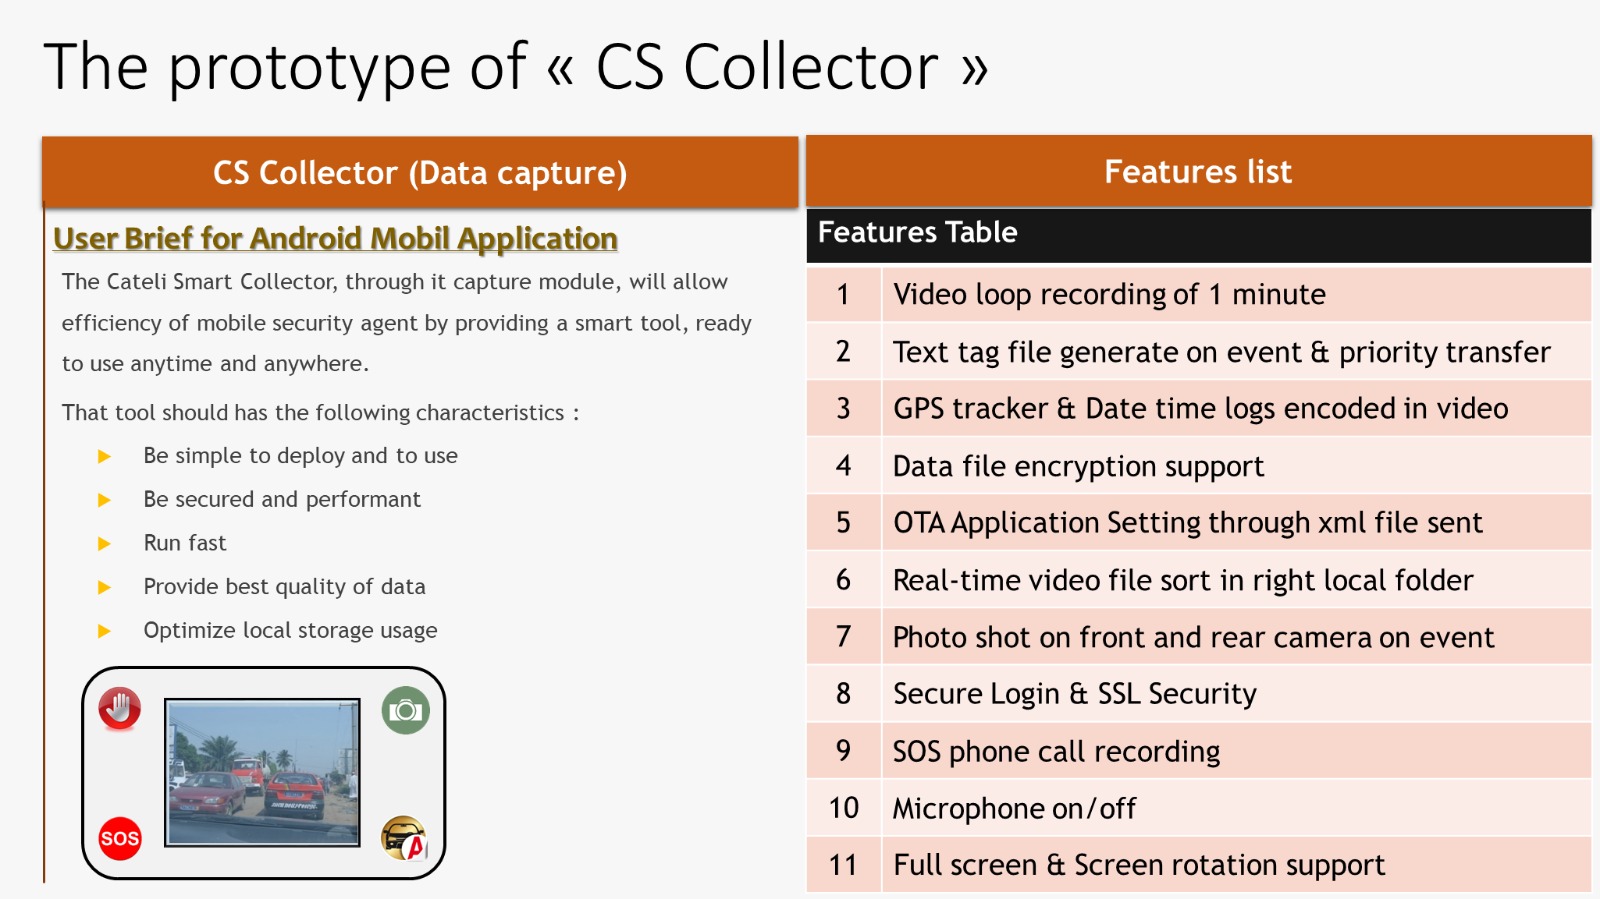 The prototype of « CS Collector »
CS Collector (Data capture)
User Brief for Android Mobil Application
The Cateli Smart Collector, through it capture module, will allow
efficiency of mobile security agent by providing a smart tool, ready
to use anytime and anywhere.
That tool should has the following characteristics :
Be simple to deploy and to use
Be secured and performant
Run fast
Provide best quality of data
Optimize local storage usage
SOS
A
Features list
Features Table
1 Video loop recording of 1 minute
2 Text tag file generate on event & priority transfer
3 GPS tracker & Date time logs encoded in video
4 Data file encryption support
5 OTA Application Setting through xml file sent
6 Real-time video file sort in right local folder
7 Photo shot on front and rear camera on event
8 Secure Login & SSL Security
9 SOS phone call recording
10 Microphone on/off
11 Full screen & Screen rotation support